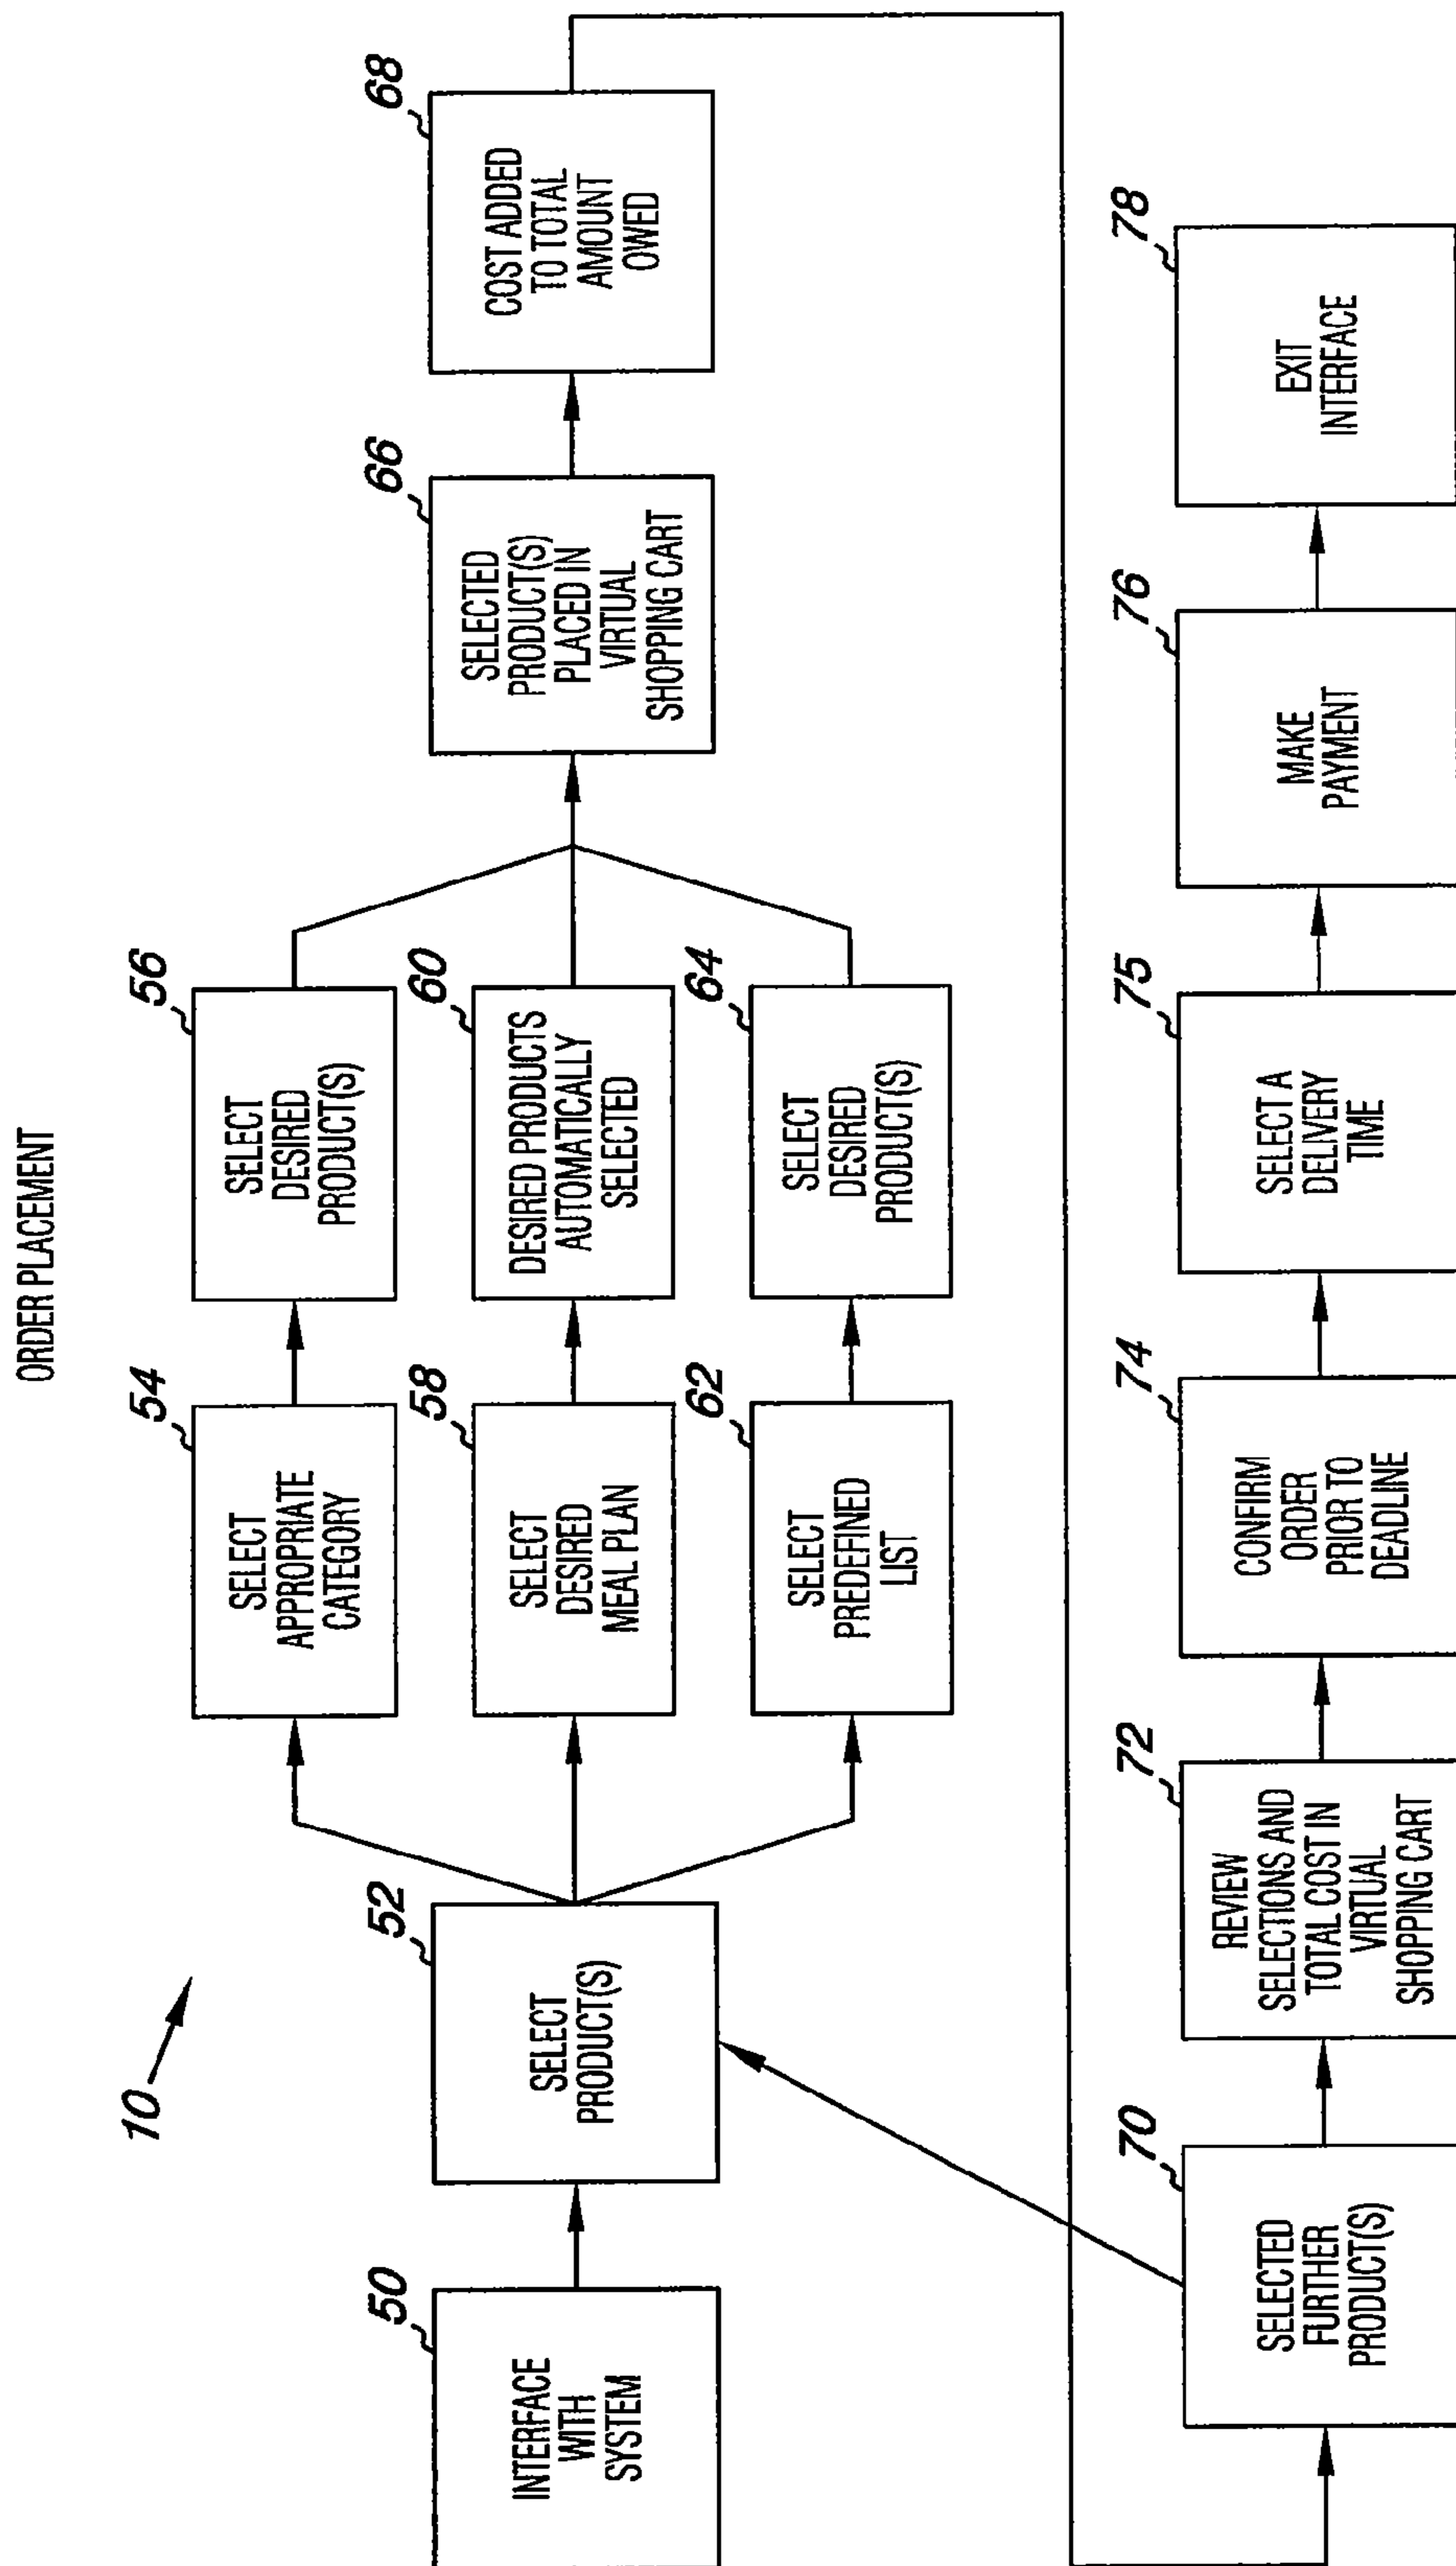 ORDER PLACEMENT
10
50
INTERFACE
WITH
SYSTEM
52
SELECT
PRODUCT(S)
54
SELECT
APPROPRIATE
CATEGORY
56
SELECT
DESIRED
PRODUCT(S)
58
SELECT
DESIRED
MEAL PLAN
60
DESIRED PRODUCTS
AUTOMATICALLY
SELECTED
62
SELECT
PREDEFINED
LIST
64
SELECT
DESIRED
PRODUCT(S)
66
SELECTED
PRODUCT(S)
PLACED IN
VIRTUAL
SHOPPING CART
68
COST ADDED
TO TOTAL
AMOUNT
OWED
70
SELECTED
FURTHER
PRODUCT(S)
72
REVIEW
SELECTIONS AND
TOTAL COST IN
VIRTUAL
SHOPPING CART
74
CONFIRM
ORDER
PRIOR TO
DEADLINE
75
SELECT A
DELIVERY
TIME
76
MAKE
PAYMENT
78
EXIT
INTERFACE